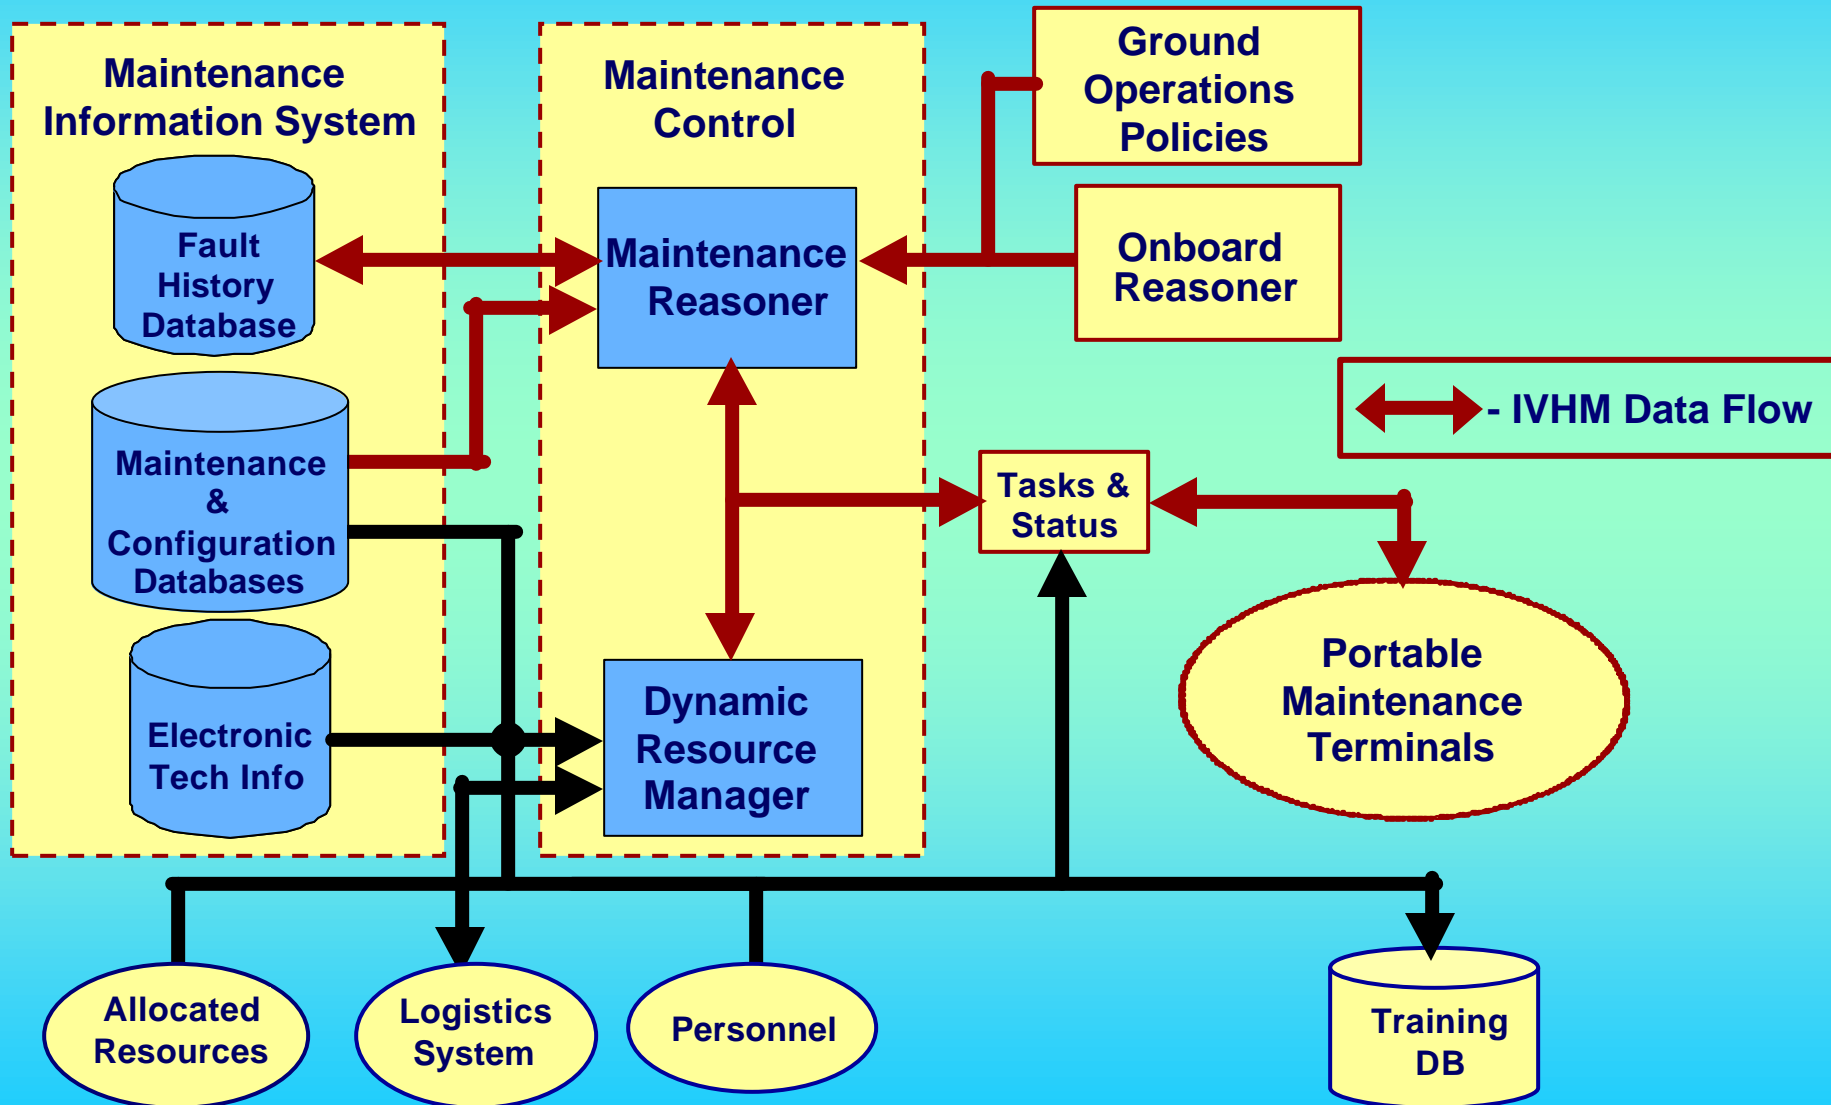 Maintenance
Information System
Fault
History
Database
Maintenance
&
Configuration
Databases
Electronic
Tech Info
Maintenance
Control
Maintenance
Reasoner
Dynamic
Resource
Manager
Ground
Operations
Policies
Onboard
Reasoner
- IVHM Data Flow
Tasks &
Status
Portable
Maintenance
Terminals
Allocated
Resources
Logistics
System
Personnel
Training
DB